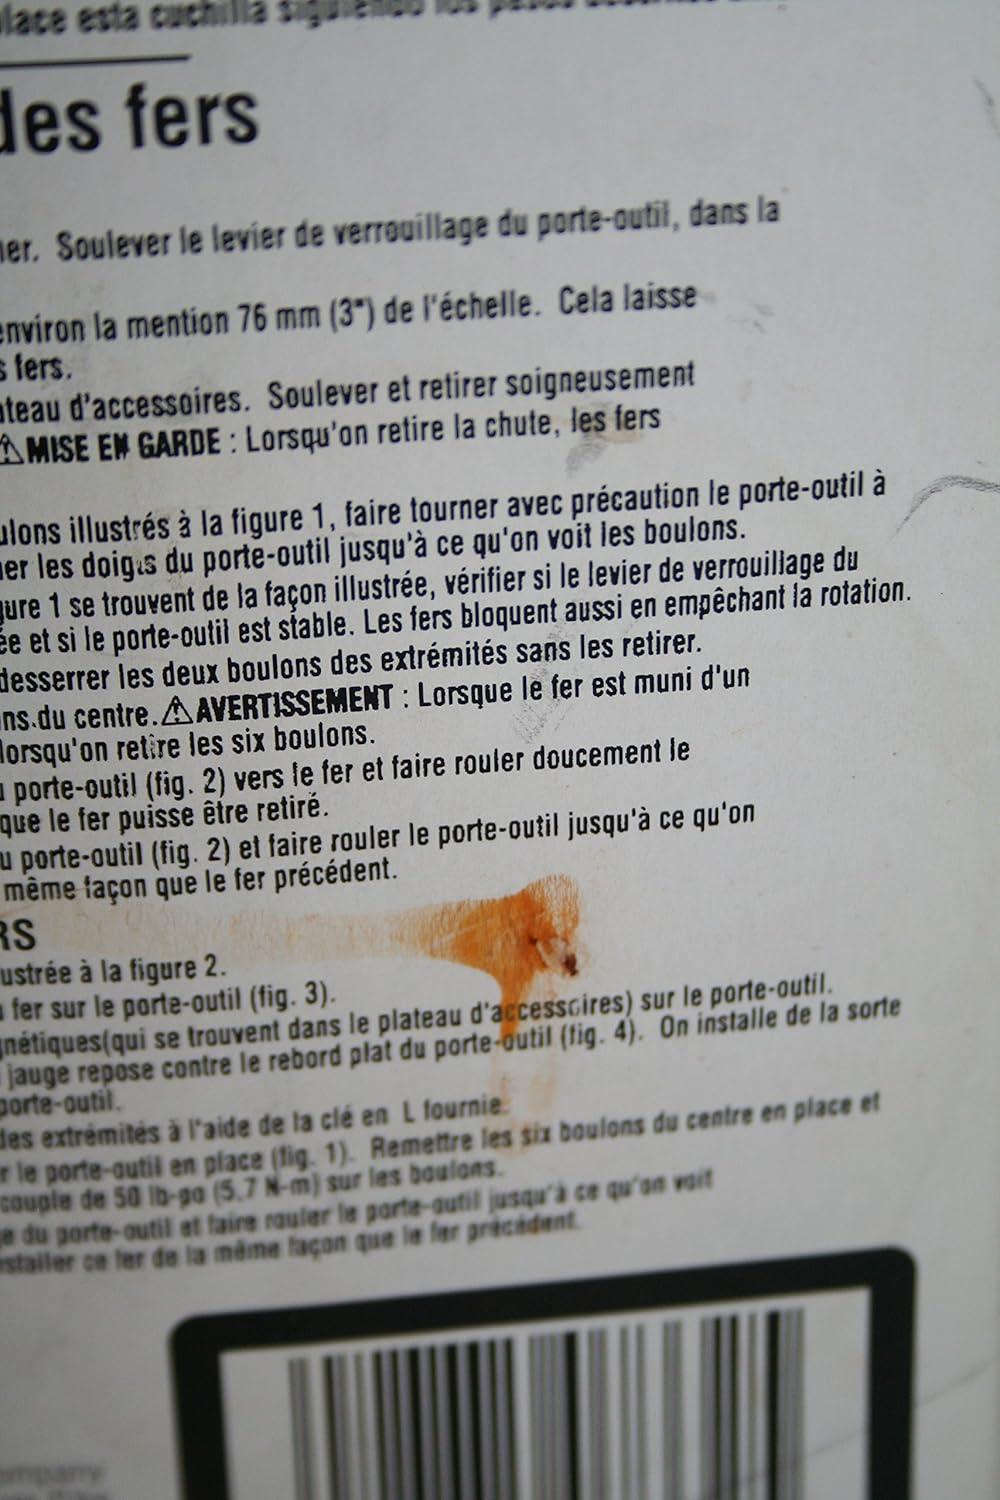 place esta cuchilla siguiendo los pasos
des fers
er. Soulever le levier de verrouillage du porte-outil, dans la
environ la mention 76 mm (3") de l'échelle. Cela laisse
s fers.
ateau d'accessoires. Soulever et retirer soigneusement
⚠MISE EN GARDE : Lorsqu'on retire la chute, les fers
ulons illustrés à la figure 1, faire tourner avec précaution le porte-outil à
er les doigts du porte-outil jusqu'à ce qu'on voit les boulons.
gure 1 se trouvent de la façon illustrée, vérifier si le levier de verrouillage du
ée et si le porte-outil est stable. Les fers bloquent aussi en empêchant la rotation.
desserrer les deux boulons des extrémités sans les retirer.
ns.du centre.⚠AVERTISSEMENT : Lorsque le fer est muni d'un
lorsqu'on retire les six boulons.
u porte-outil (fig. 2) vers le fer et faire rouler doucement le
que le fer puisse être retiré.
u porte-outil (fig. 2) et faire rouler le porte-outil jusqu'à ce qu'on
même façon que le fer précédent.
RS
ustrée à la figure 2.
fer sur le porte-outil (fig. 3).
gnétiques(qui se trouvent dans le plateau d'accessoires) sur le porte-outil.
jauge repose contre le rebord plat du porte-outil (fig. 4). On installe de la sorte
porte-outil.
des extrémités à l'aide de la clé en L fournie.
r le porte-outil en place (fig. 1). Remettre les six boulons du centre en place et
couple de 50 lb-po (5,7 N-m) sur les boulons.
e du porte-outil et faire rouler le porte-outil jusqu'à ce qu'on voit
nstaller ce fer de la même façon que le fer précédent.
ompany